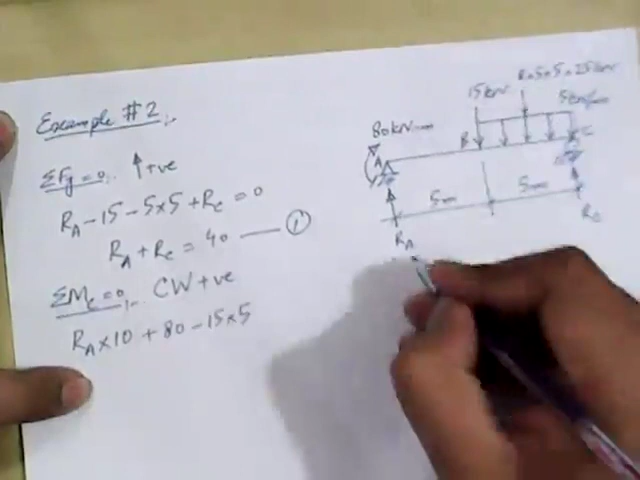 Example #2
ΣFy=0 ↑+ve
RA-15-5×5+RC=0
RA+RC=40 —— ①
ΣMC=0 CW+ve
RA×10+80-15×5
15kN
5kN/m
80kN-m
B
C
A
5m
5m
RA
RC